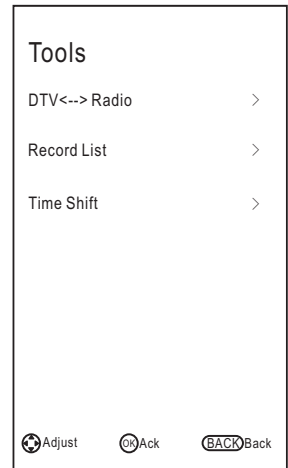 Tools
DTV<--> Radio >
Record List >
Time Shift >
Adjust OK Ack BACK Back